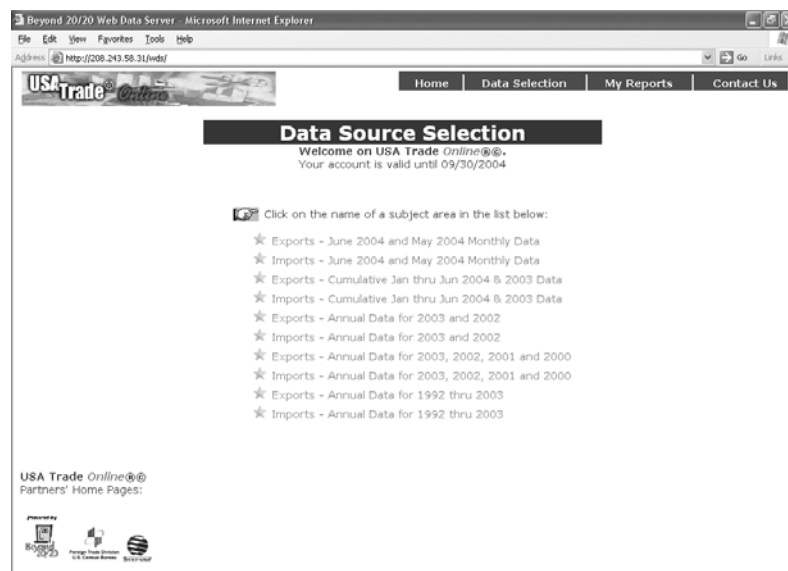 Beyond 20/20 Web Data Server - Microsoft Internet Explorer
File Edit View Favorites Tools Help
Address http://208.243.58.31/wds/ Go Links
USA Trade® Online
Home Data Selection My Reports Contact Us
Data Source Selection
Welcome on USA Trade Online®©.
Your account is valid until 09/30/2004
Click on the name of a subject area in the list below:
Exports - June 2004 and May 2004 Monthly Data
Imports - June 2004 and May 2004 Monthly Data
Exports - Cumulative Jan thru Jun 2004 & 2003 Data
Imports - Cumulative Jan thru Jun 2004 & 2003 Data
Exports - Annual Data for 2003 and 2002
Imports - Annual Data for 2003 and 2002
Exports - Annual Data for 2003, 2002, 2001 and 2000
Imports - Annual Data for 2003, 2002, 2001 and 2000
Exports - Annual Data for 1992 thru 2003
Imports - Annual Data for 1992 thru 2003
USA Trade Online®©
Partners' Home Pages:
Powered by
Beyond 20/20
Foreign Trade Division
U.S. Census Bureau
STAT-USA